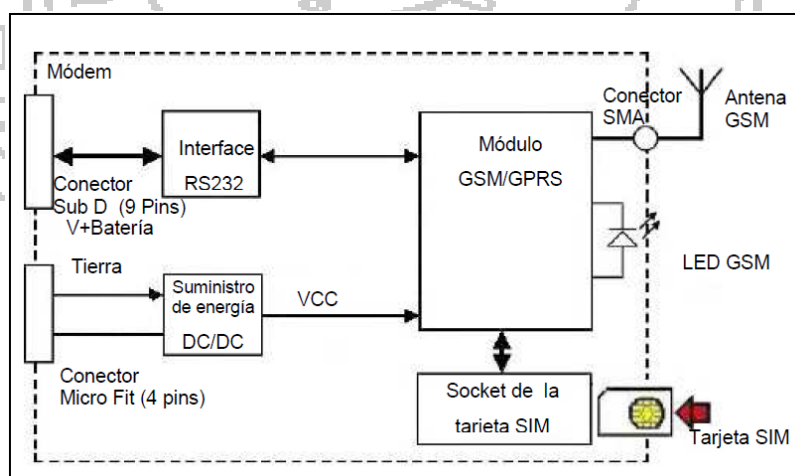 Módem
Conector
SMA
Antena
GSM
Interface
RS232
Módulo
GSM/GPRS
Conector
Sub D (9 Pins)
V+Batería
Tierra
Suministro
de energía
DC/DC
VCC
LED GSM
Conector
Micro Fit (4 pins)
Socket de la
tarieta SIM
Tarjeta SIM